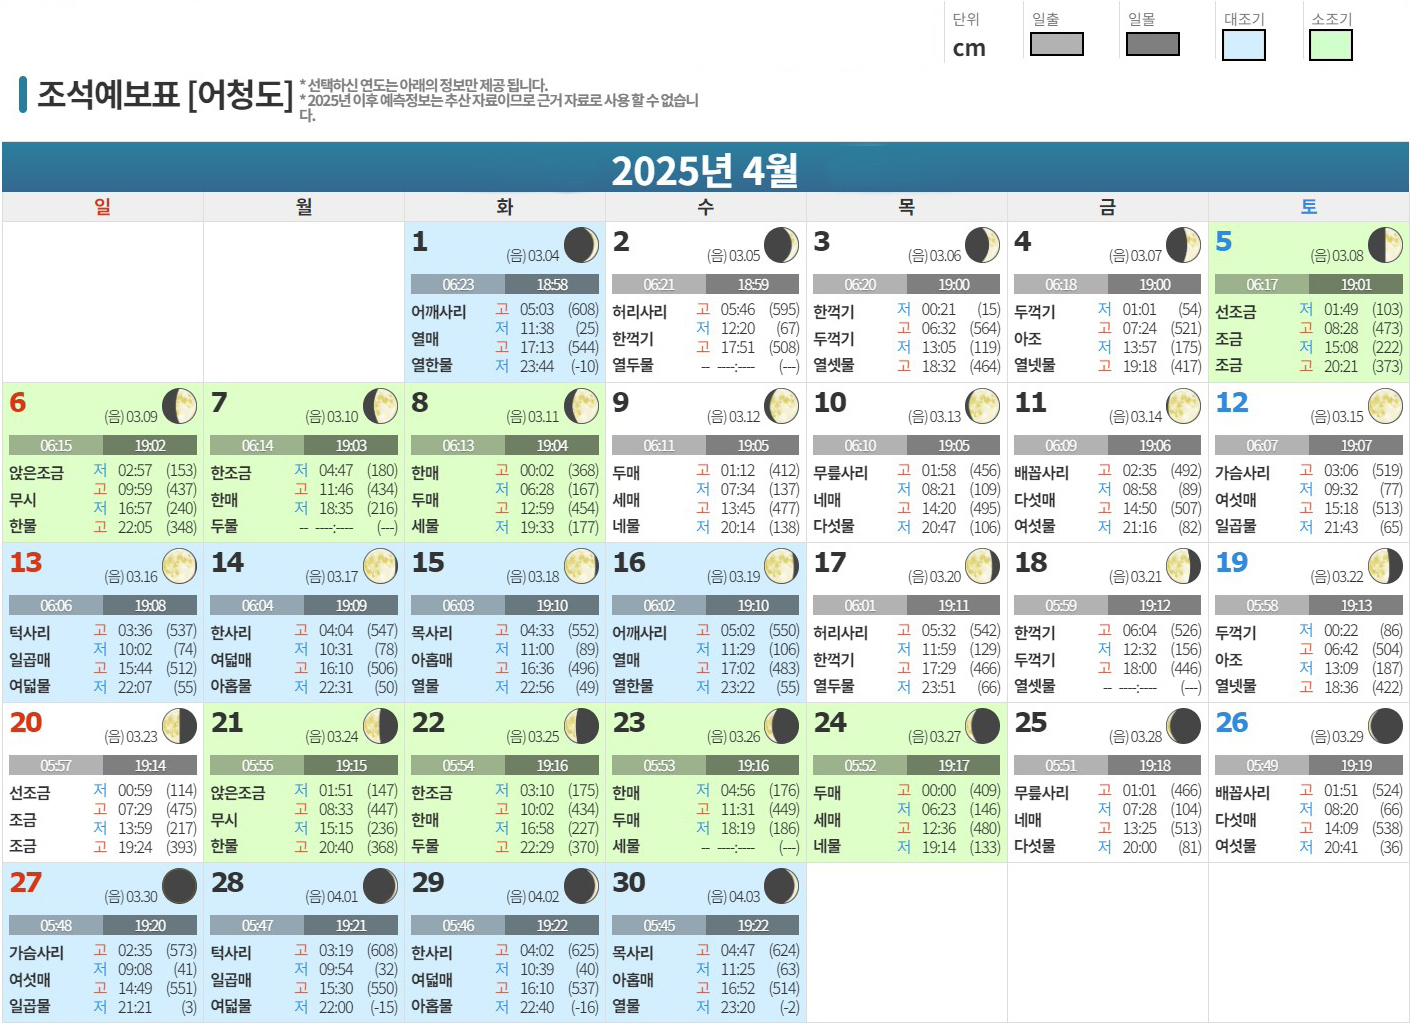 단위 일출 일몰 대조기 소조기
cm
조석예보표 [어청도]
* 선택하신 연도는 아래의 정보만 제공 됩니다.
* 2025년 이후 예측정보는 추산 자료이므로 근거 자료로 사용 할 수 없습니
다.
2025년 4월
일 월 화 수 목 금 토
1 (음) 03.04
06:23 18:58
어깨사리 고 05:03 (608)
저 11:38 (25)
열매
고 17:13 (544)
열한물 저 23:44 (-10)
2 (음) 03.05
06:21 18:59
허리사리 고 05:46 (595)
저 12:20 (67)
한꺽기
고 17:51 (508)
열두물 -- ----:---- (---)
3 (음) 03.06
06:20 19:00
한꺽기 저 00:21 (15)
고 06:32 (564)
두꺽기
저 13:05 (119)
열셋물 고 18:32 (464)
4 (음) 03.07
06:18 19:00
두꺽기 저 01:01 (54)
고 07:24 (521)
아조
저 13:57 (175)
열넷물 고 19:18 (417)
5 (음) 03.08
06:17 19:01
선조금 저 01:49 (103)
고 08:28 (473)
조금
저 15:08 (222)
조금 고 20:21 (373)
6 (음) 03.09
06:15 19:02
앉은조금 저 02:57 (153)
고 09:59 (437)
무시
저 16:57 (240)
한물 고 22:05 (348)
7 (음) 03.10
06:14 19:03
한조금 저 04:47 (180)
고 11:46 (434)
한매
저 18:35 (216)
두물 -- ----:---- (---)
8 (음) 03.11
06:13 19:04
한매 고 00:02 (368)
저 06:28 (167)
두매
고 12:59 (454)
세물 저 19:33 (177)
9 (음) 03.12
06:11 19:05
두매 고 01:12 (412)
저 07:34 (137)
세매
고 13:45 (477)
네물 저 20:14 (138)
10 (음) 03.13
06:10 19:05
무릎사리 고 01:58 (456)
저 08:21 (109)
네매
고 14:20 (495)
다섯물 저 20:47 (106)
11 (음) 03.14
06:09 19:06
배꼽사리 고 02:35 (492)
저 08:58 (89)
다섯매
고 14:50 (507)
여섯물 저 21:16 (82)
12 (음) 03.15
06:07 19:07
가슴사리 고 03:06 (519)
저 09:32 (77)
여섯매
고 15:18 (513)
일곱물 저 21:43 (65)
13 (음) 03.16
06:06 19:08
턱사리 고 03:36 (537)
저 10:02 (74)
일곱매
고 15:44 (512)
여덟물 저 22:07 (55)
14 (음) 03.17
06:04 19:09
한사리 고 04:04 (547)
저 10:31 (78)
여덟매
고 16:10 (506)
아홉물 저 22:31 (50)
15 (음) 03.18
06:03 19:10
목사리 고 04:33 (552)
저 11:00 (89)
아홉매
고 16:36 (496)
열물 저 22:56 (49)
16 (음) 03.19
06:02 19:10
어깨사리 고 05:02 (550)
저 11:29 (106)
열매
고 17:02 (483)
열한물 저 23:22 (55)
17 (음) 03.20
06:01 19:11
허리사리 고 05:32 (542)
저 11:59 (129)
한꺽기
고 17:29 (466)
열두물 저 23:51 (66)
18 (음) 03.21
05:59 19:12
한꺽기 고 06:04 (526)
저 12:32 (156)
두꺽기
고 18:00 (446)
열셋물 -- ----:---- (---)
19 (음) 03.22
05:58 19:13
두꺽기 저 00:22 (86)
고 06:42 (504)
아조
저 13:09 (187)
열넷물 고 18:36 (422)
20 (음) 03.23
05:57 19:14
선조금 저 00:59 (114)
고 07:29 (475)
조금
저 13:59 (217)
조금 고 19:24 (393)
21 (음) 03.24
05:55 19:15
앉은조금 저 01:51 (147)
고 08:33 (447)
무시
저 15:15 (236)
한물 고 20:40 (368)
22 (음) 03.25
05:54 19:16
한조금 저 03:10 (175)
고 10:02 (434)
한매
저 16:58 (227)
두물 고 22:29 (370)
23 (음) 03.26
05:53 19:16
한매 저 04:56 (176)
고 11:31 (449)
두매
저 18:19 (186)
세물 -- ----:---- (---)
24 (음) 03.27
05:52 19:17
두매 고 00:00 (409)
저 06:23 (146)
세매
고 12:36 (480)
네물 저 19:14 (133)
25 (음) 03.28
05:51 19:18
무릎사리 고 01:01 (466)
저 07:28 (104)
네매
고 13:25 (513)
다섯물 저 20:00 (81)
26 (음) 03.29
05:49 19:19
배꼽사리 고 01:51 (524)
저 08:20 (66)
다섯매
고 14:09 (538)
여섯물 저 20:41 (36)
27 (음) 03.30
05:48 19:20
가슴사리 고 02:35 (573)
저 09:08 (41)
여섯매
고 14:49 (551)
일곱물 저 21:21 (3)
28 (음) 04.01
05:47 19:21
턱사리 고 03:19 (608)
저 09:54 (32)
일곱매
고 15:30 (550)
여덟물 저 22:00 (-15)
29 (음) 04.02
05:46 19:22
한사리 고 04:02 (625)
저 10:39 (40)
여덟매
고 16:10 (537)
아홉물 저 22:40 (-16)
30 (음) 04.03
05:45 19:22
목사리 고 04:47 (624)
저 11:25 (63)
아홉매
고 16:52 (514)
열물 저 23:20 (-2)